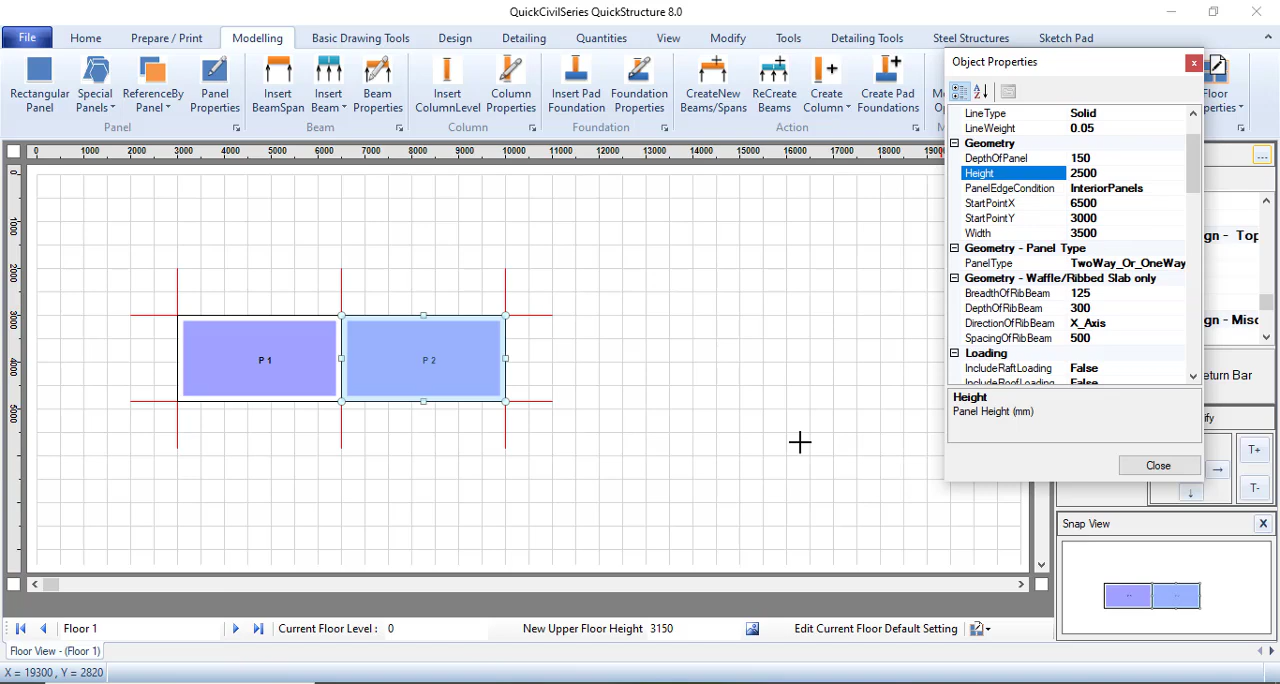 QuickCivilSeries QuickStructure 8.0
File Home Prepare / Print Modelling Basic Drawing Tools Design Detailing Quantities View Modify Tools Detailing Tools Steel Structures Sketch Pad
Rectangular Panel
Special Panels
ReferenceBy Panel
Panel Properties
Insert mSpan
Insert Beam
Beam Properties
Insert ColumnLevel
Column Properties
Insert Pad Foundation
Foundation Properties
CreateNew Beams/Spans
ReCreate Beams
Create Column
Create Pad Foundations
Floor
Panel Beam Column Foundation Action
Object Properties
LineType Solid
LineWeight 0.05
Geometry
DepthOfPanel 150
Height 2500
PanelEdgeCondition InteriorPanels
StartPointX 6500
StartPointY 3000
Width 3500
Geometry - Panel Type
PanelType TwoWay_Or_OneWay
Geometry - Waffle/Ribbed Slab only
BreadthOfRibBeam 125
DepthOfRibBeam 300
DirectionOfRibBeam X_Axis
SpacingOfRibBeam 500
Loading
IncludeRaftLoading False
IncludeRoofLoading False
Height
Panel Height (mm)
Close
0 1000 2000 3000 4000 5000 6000 7000 8000 9000 10000 11000 12000 13000 14000 15000 16000 17000 18000
0
1000
2000
3000
4000
5000
P 1
P 2
T+
T-
Snap View
Floor 1 Current Floor Level : 0 New Upper Floor Height 3150 Edit Current Floor Default Setting
Floor View - (Floor 1)
X = 19300 , Y = 2820